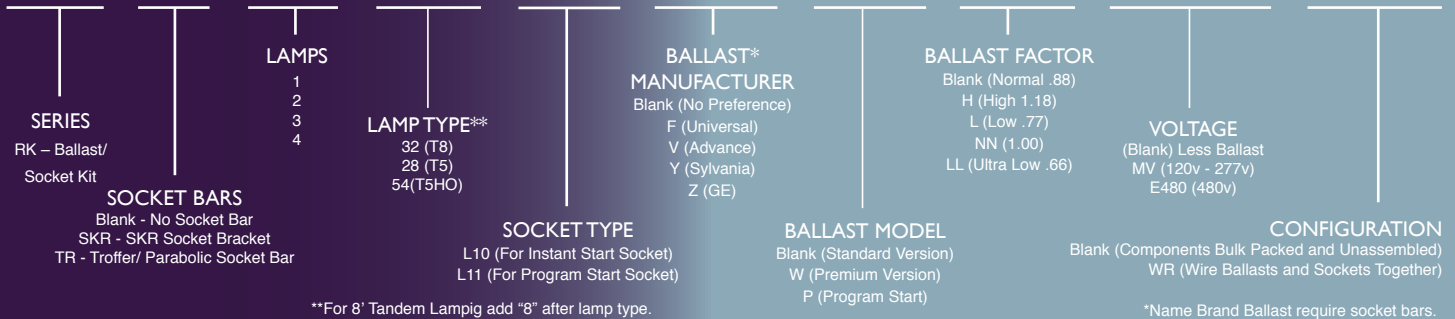 SERIES
RK – Ballast/
Socket Kit
SOCKET BARS
Blank - No Socket Bar
SKR - SKR Socket Bracket
TR - Troffer/ Parabolic Socket Bar
LAMPS
1
2
3
4
LAMP TYPE**
32 (T8)
28 (T5)
54(T5HO)
SOCKET TYPE
L10 (For Instant Start Socket)
L11 (For Program Start Socket)
BALLAST*
MANUFACTURER
Blank (No Preference)
F (Universal)
V (Advance)
Y (Sylvania)
Z (GE)
BALLAST MODEL
Blank (Standard Version)
W (Premium Version)
P (Program Start)
BALLAST FACTOR
Blank (Normal .88)
H (High 1.18)
L (Low .77)
NN (1.00)
LL (Ultra Low .66)
VOLTAGE
(Blank) Less Ballast
MV (120v - 277v)
E480 (480v)
CONFIGURATION
Blank (Components Bulk Packed and Unassembled)
WR (Wire Ballasts and Sockets Together)
**For 8’ Tandem Lampig add “8” after lamp type.
*Name Brand Ballast require socket bars.